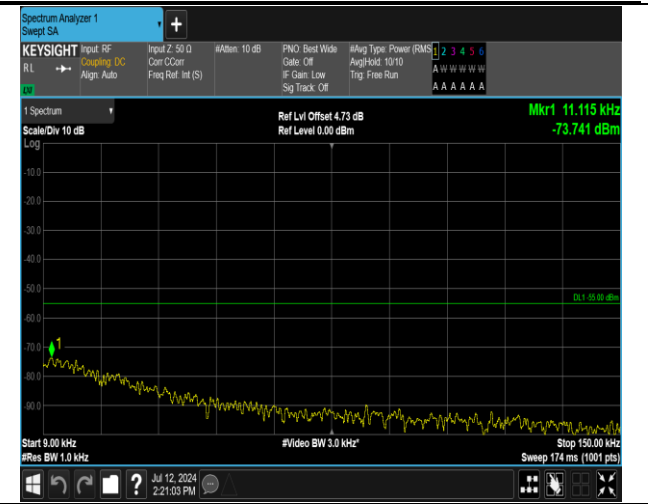 Spectrum Analyzer 1
Swept SA
+
KEYSIGHT Input: RF Input Z: 50 Ω #Atten: 10 dB PNO: Best Wide #Avg Type: Power (RMS 1 2 3 4 5 6
RL Coupling: DC Corr CCorr Gate: Off Avg|Hold: 10/10 A W W W W W
Align: Auto Freq Ref: Int (S) IF Gain: Low Trig: Free Run
Sig Track: Off A A A A A A
LXI
1 Spectrum Ref Lvl Offset 4.73 dB Mkr1 11.115 kHz
Scale/Div 10 dB Ref Level 0.00 dBm -73.741 dBm
Log
-10.0
-20.0
-30.0
-40.0
-50.0
DL1 -55.00 dBm
-60.0
-70.0
1
-80.0
-90.0
Start 9.00 kHz #Video BW 3.0 kHz* Stop 150.00 kHz
#Res BW 1.0 kHz Sweep 174 ms (1001 pts)
? Jul 12, 2024
2:21:03 PM